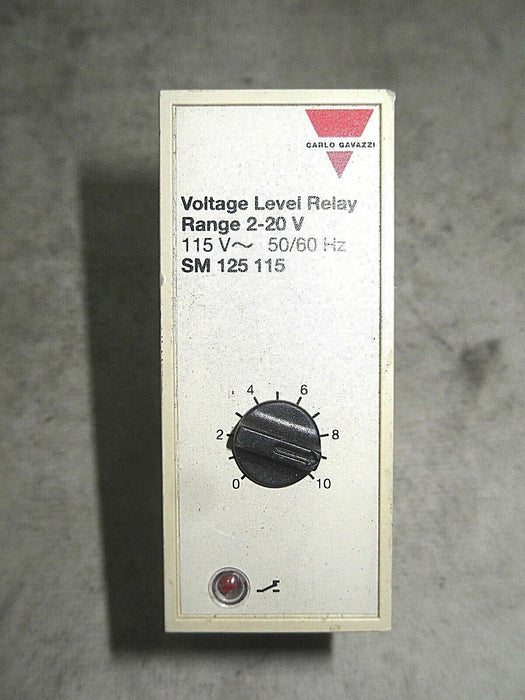 CARLO GAVAZZI
Voltage Level Relay
Range 2-20 V
115 V~ 50/60 Hz
SM 125 115
4 6
2 8
0 10